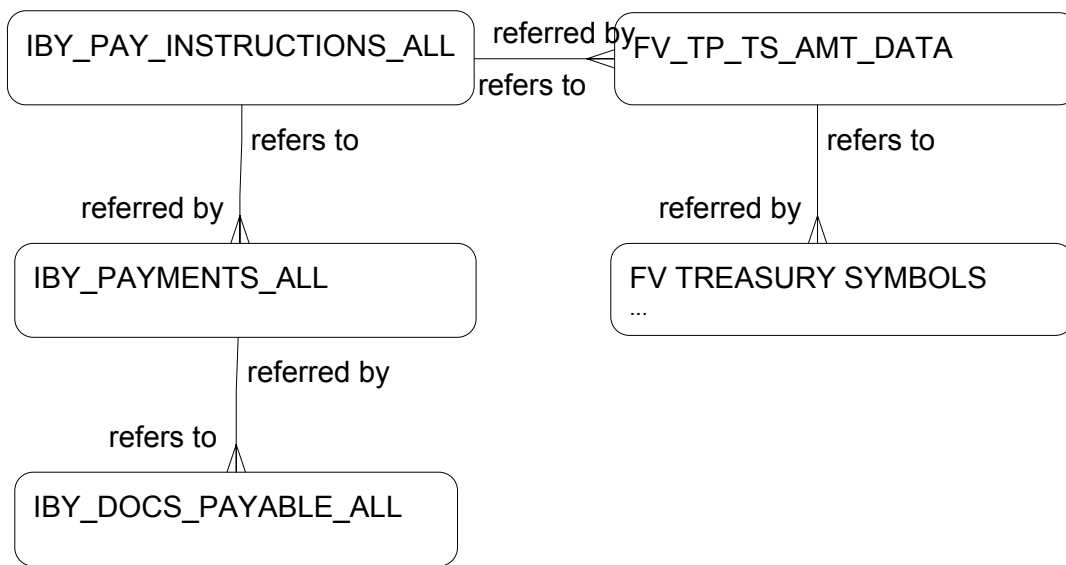 IBY_PAY_INSTRUCTIONS_ALL
referred by
FV_TP_TS_AMT_DATA
refers to
refers to
refers to
referred by
referred by
IBY_PAYMENTS_ALL
FV TREASURY SYMBOLS
...
referred by
refers to
IBY_DOCS_PAYABLE_ALL